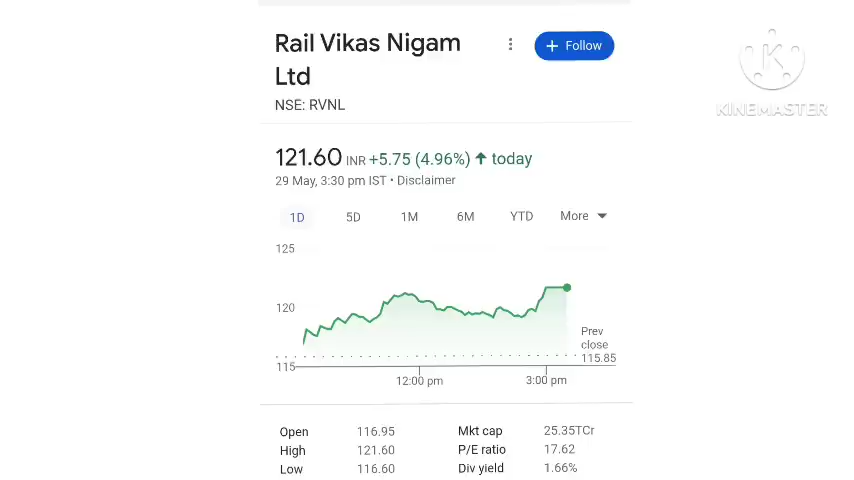 Rail Vikas Nigam
Ltd
NSE: RVNL
+ Follow
K
KINEMASTER
121.60 INR +5.75 (4.96%) ↑ today
29 May, 3:30 pm IST • Disclaimer
1D 5D 1M 6M YTD More
125
120
115
Prev
close
115.85
12:00 pm 3:00 pm
Open 116.95 Mkt cap 25.35TCr
High 121.60 P/E ratio 17.62
Low 116.60 Div yield 1.66%